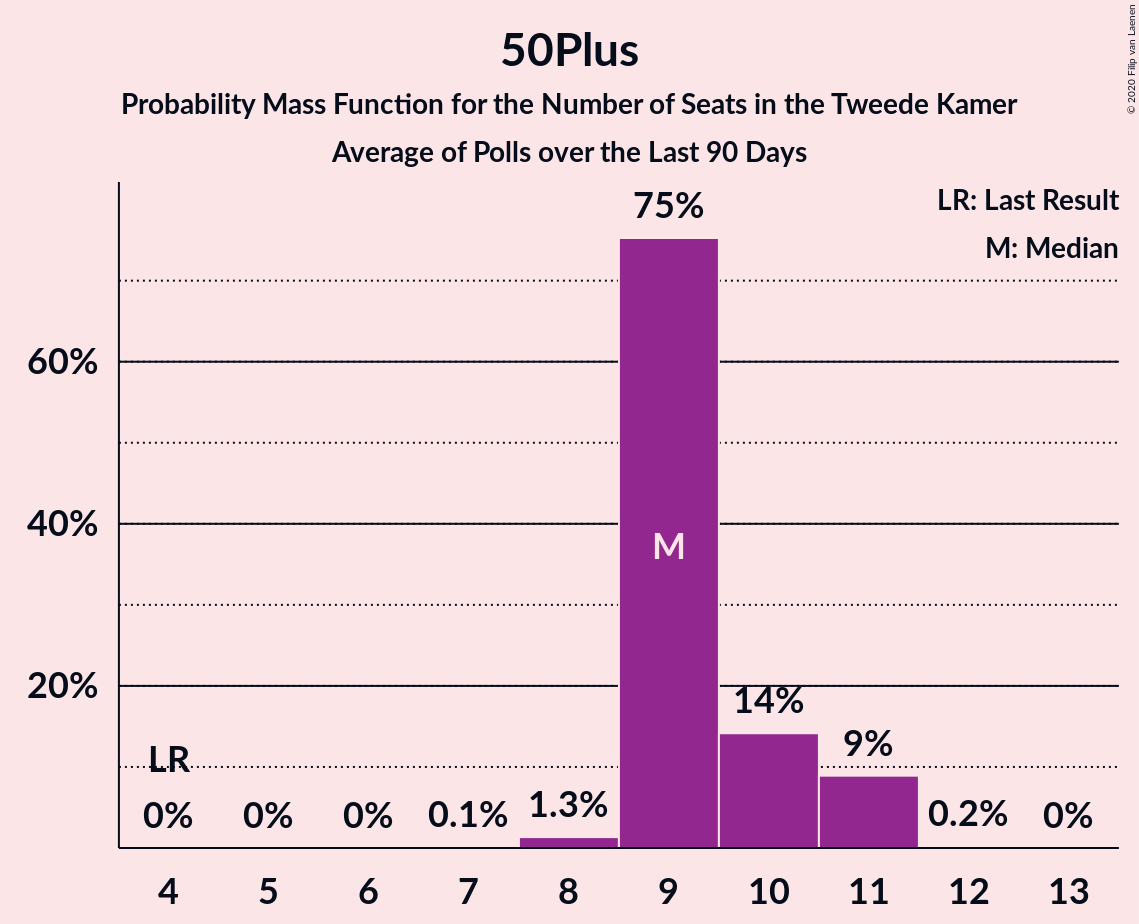 50Plus
Probability Mass Function for the Number of Seats in the Tweede Kamer
Average of Polls over the Last 90 Days
© 2020 Filip van Laenen
LR: Last Result
M: Median
75%
60%
40%
M
20%
14%
9%
LR
0%
0%
0%
0.1%
1.3%
0.2%
0%
4
5
6
7
8
9
10
11
12
13